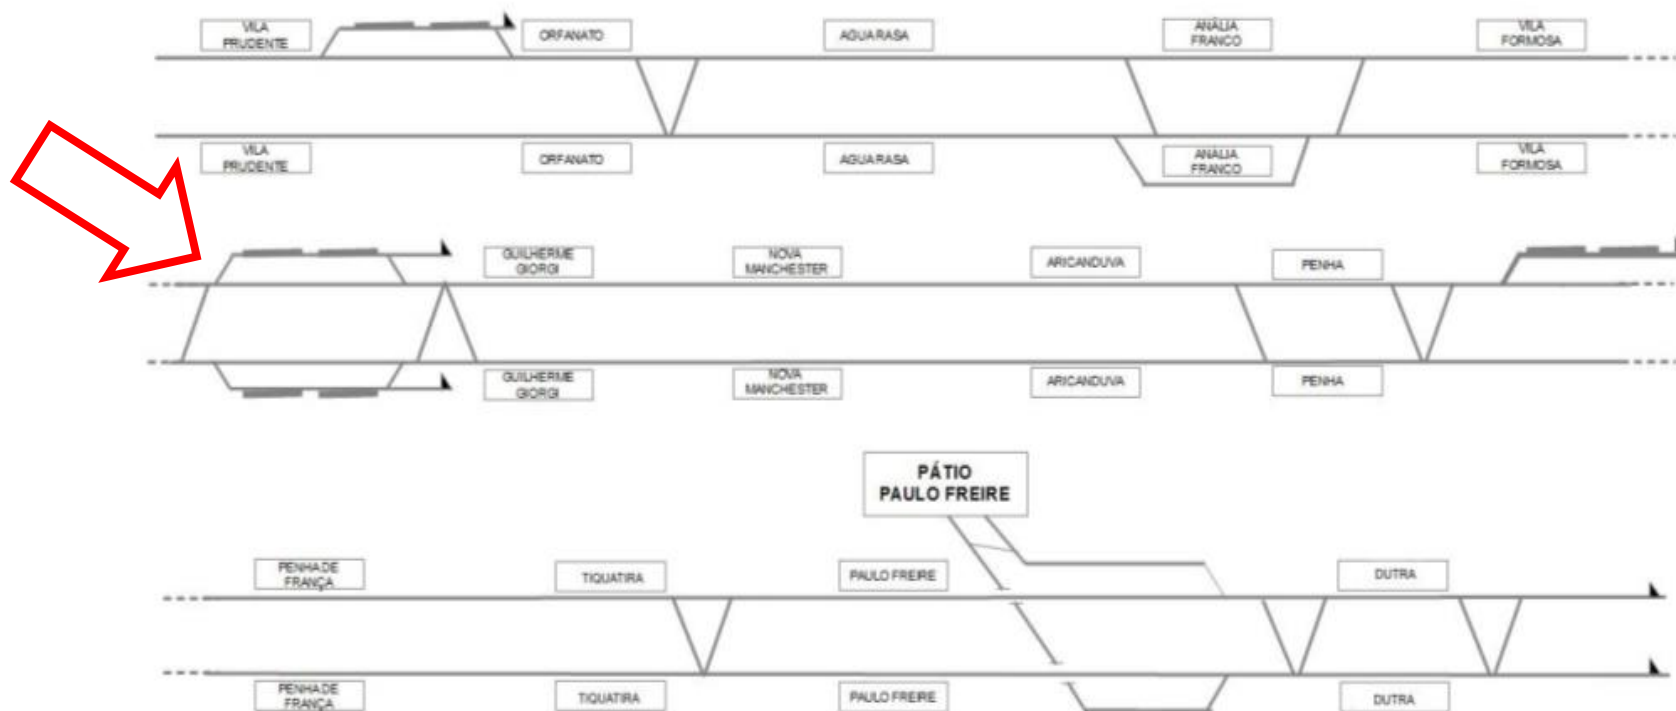 VILA
PRUDENTE
ORFANATO
AGUA RASA
ANÁLIA
FRANCO
VILA
FORMOSA
VILA
PRUDENTE
ORFANATO
AGUA RASA
ANÁLIA
FRANCO
VILA
FORMOSA
GUILHERME
GIORGI
NOVA
MANCHESTER
ARICANDUVA
PENHA
GUILHERME
GIORGI
NOVA
MANCHESTER
ARICANDUVA
PENHA
PÁTIO
PAULO FREIRE
PENHA DE
FRANÇA
TIQUATIRA
PAULO FREIRE
DUTRA
PENHA DE
FRANÇA
TIQUATIRA
PAULO FREIRE
DUTRA